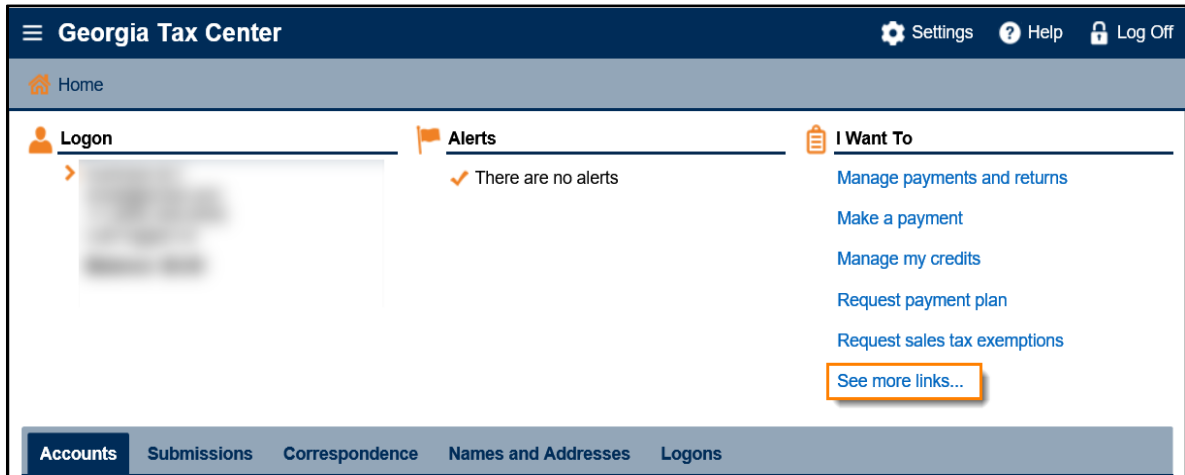 Georgia Tax Center
Settings
Help
Log Off
Home
Logon
Alerts
There are no alerts
I Want To
Manage payments and returns
Make a payment
Manage my credits
Request payment plan
Request sales tax exemptions
See more links...
Accounts Submissions Correspondence Names and Addresses Logons